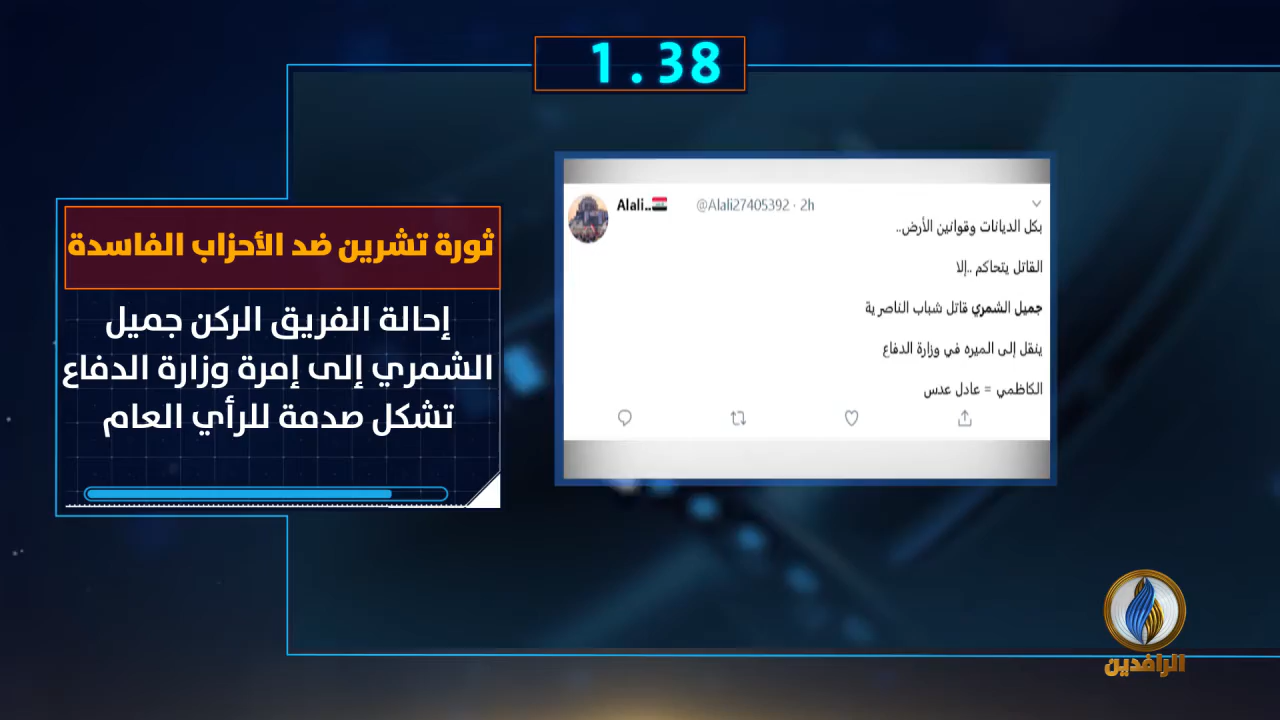 1.38
ثورة تشرين ضد الأحزاب الفاسدة
إحالة الفريق الركن جميل
الشمري إلى إمرة وزارة الدفاع
تشكل صدمة للرأي العام
Alali.. @Alali27405392 · 2h
بكل الديانات وقوانين الأرض..
القاتل يتحاكم ..إلا
جميل الشمري قاتل شباب الناصرية
ينقل إلى الميره في وزارة الدفاع
الكاظمي = عادل عدس
الرافدين